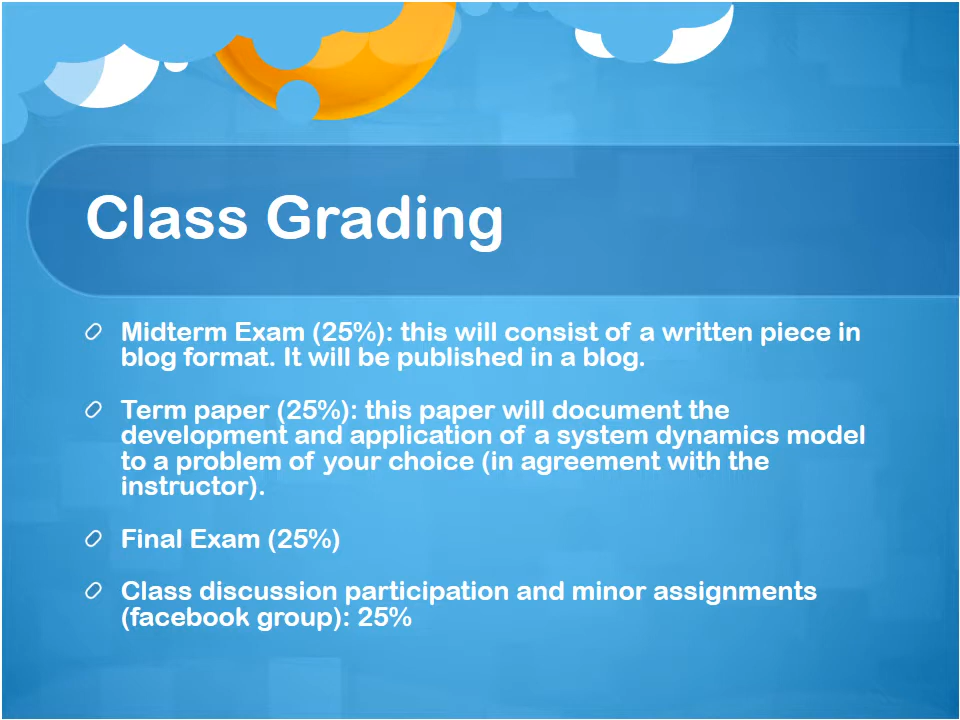 Class Grading
Midterm Exam (25%): this will consist of a written piece in
blog format. It will be published in a blog.
Term paper (25%): this paper will document the
development and application of a system dynamics model
to a problem of your choice (in agreement with the
instructor).
Final Exam (25%)
Class discussion participation and minor assignments
(facebook group): 25%